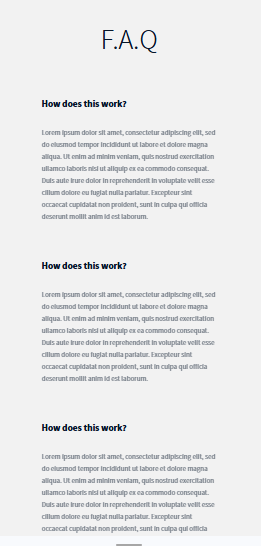 F.A.Q
How does this work?
Lorem ipsum dolor sit amet, consectetur adipiscing elit, sed
do eiusmod tempor incididunt ut labore et dolore magna
aliqua. Ut enim ad minim veniam, quis nostrud exercitation
ullamco laboris nisi ut aliquip ex ea commodo consequat.
Duis aute irure dolor in reprehenderit in voluptate velit esse
cillum dolore eu fugiat nulla pariatur. Excepteur sint
occaecat cupidatat non proident, sunt in culpa qui officia
deserunt mollit anim id est laborum.
How does this work?
Lorem ipsum dolor sit amet, consectetur adipiscing elit, sed
do eiusmod tempor incididunt ut labore et dolore magna
aliqua. Ut enim ad minim veniam, quis nostrud exercitation
ullamco laboris nisi ut aliquip ex ea commodo consequat.
Duis aute irure dolor in reprehenderit in voluptate velit esse
cillum dolore eu fugiat nulla pariatur. Excepteur sint
occaecat cupidatat non proident, sunt in culpa qui officia
deserunt mollit anim id est laborum.
How does this work?
Lorem ipsum dolor sit amet, consectetur adipiscing elit, sed
do eiusmod tempor incididunt ut labore et dolore magna
aliqua. Ut enim ad minim veniam, quis nostrud exercitation
ullamco laboris nisi ut aliquip ex ea commodo consequat.
Duis aute irure dolor in reprehenderit in voluptate velit esse
cillum dolore eu fugiat nulla pariatur. Excepteur sint
occaecat cupidatat non proident, sunt in culpa qui officia